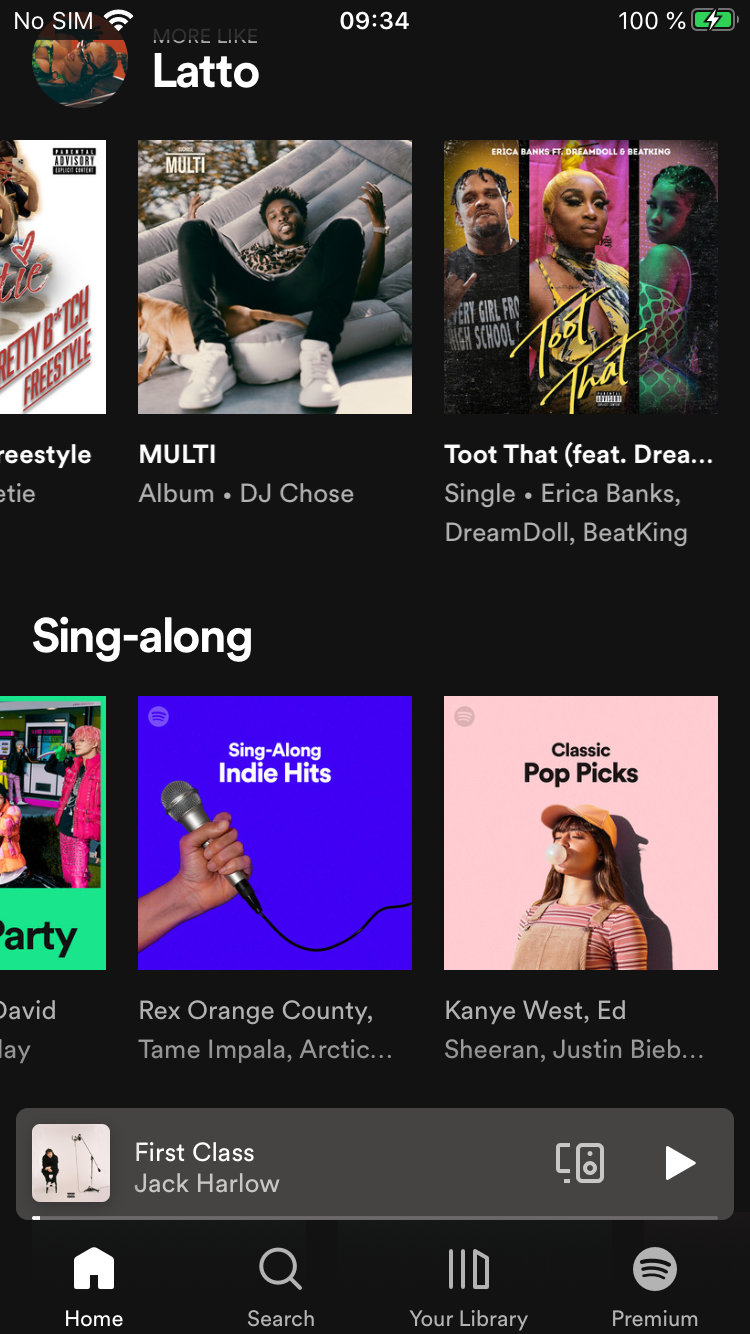 No SIM 09:34 100 %
MORE LIKE
Latto
PARENTAL
ADVISORY
EXPLICIT CONTENT
RETTY B*TCH
FREESTYLE
MULTI
ERICA BANKS FT. DREAMDOLL & BEATKING
VERY GIRL FRO
HIGH SCHOOL
Toot
That
reestyle
etie
MULTI
Album • DJ Chose
Toot That (feat. Drea...
Single • Erica Banks,
DreamDoll, BeatKing
Sing-along
Party
Sing-Along
Indie Hits
Classic
Pop Picks
David
lay
Rex Orange County,
Tame Impala, Arctic...
Kanye West, Ed
Sheeran, Justin Bieb...
First Class
Jack Harlow
Home
Search
Your Library
Premium